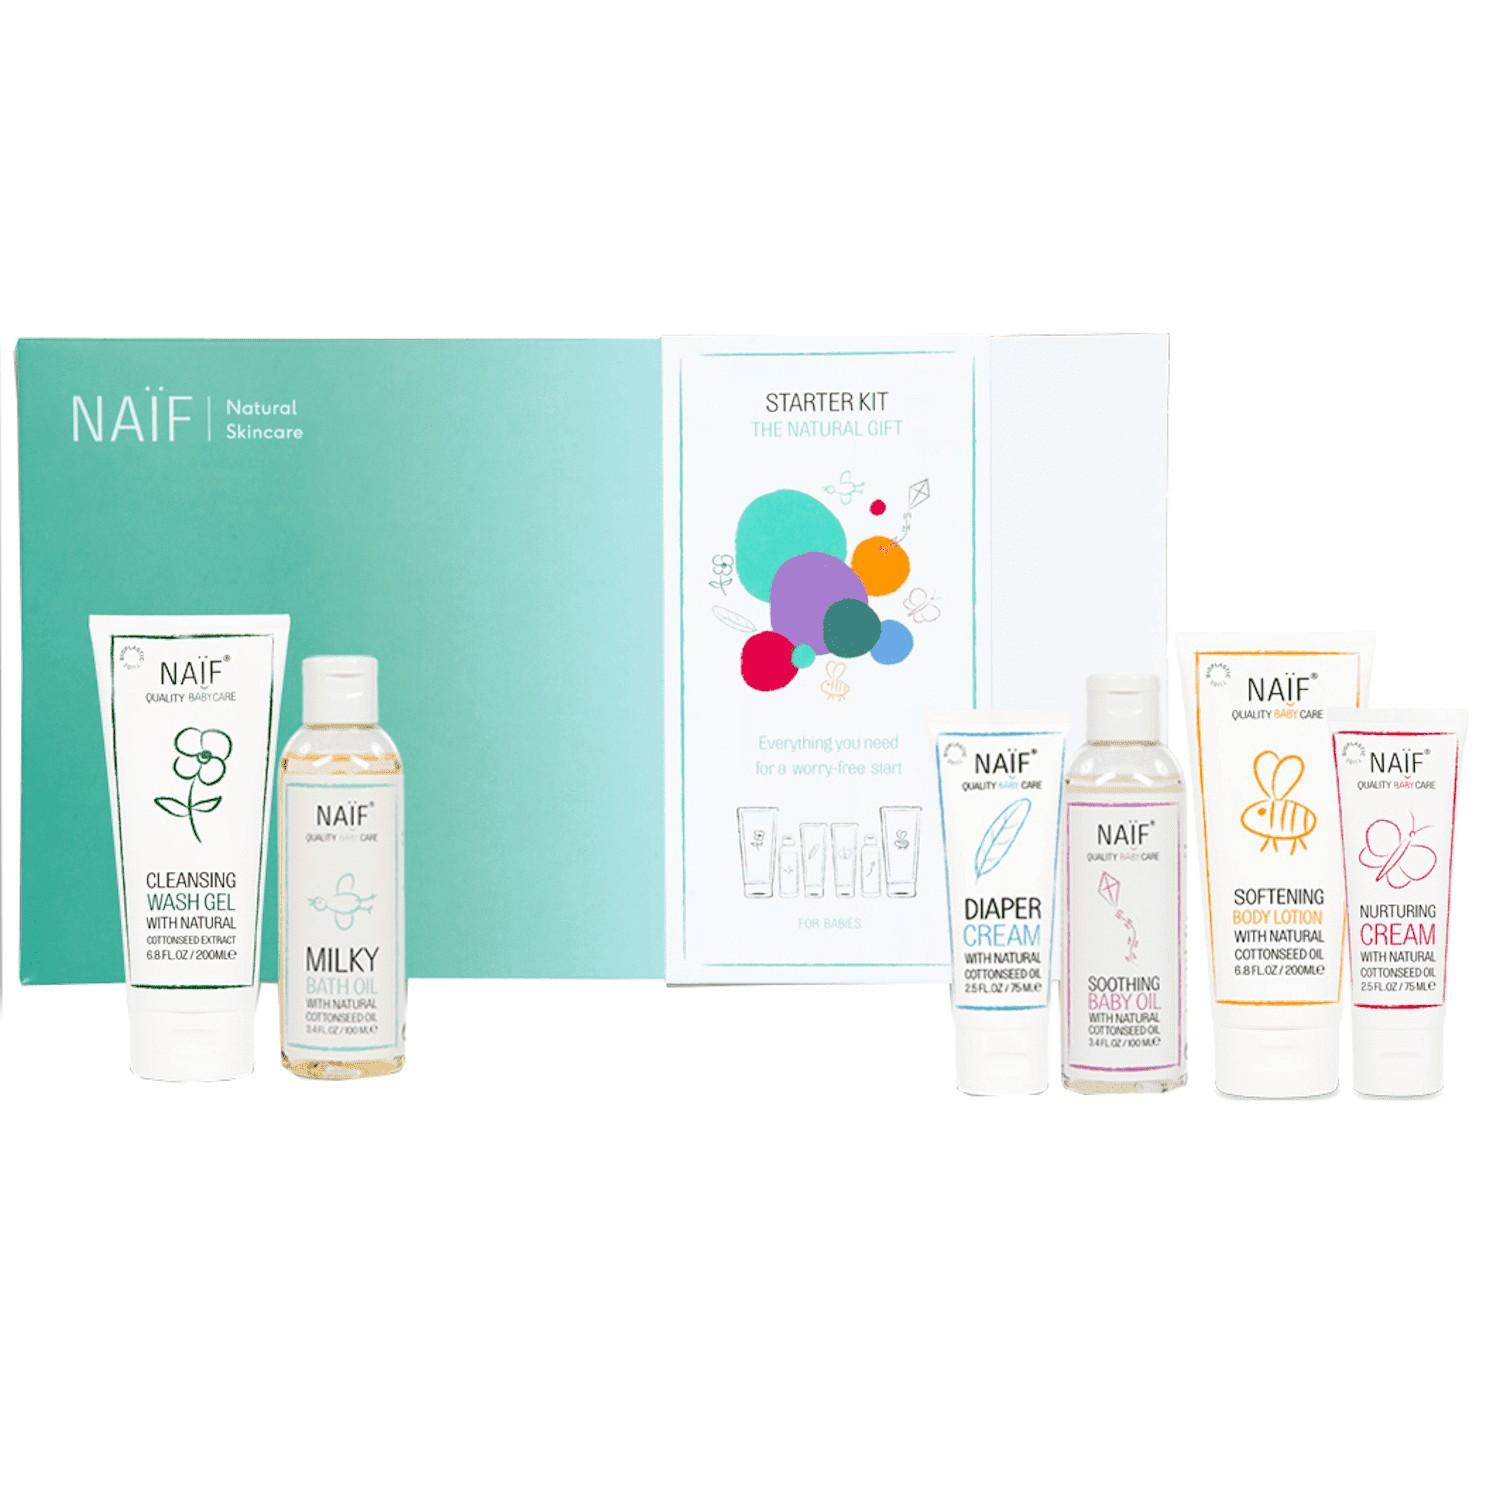 NAÏF | Natural
Skincare
STARTER KIT
THE NATURAL GIFT
Everything you need
for a worry-free start
FOR BABIES
BIOPLASTIC
NAÏF®
QUALITY BABY CARE
CLEANSING
WASH GEL
WITH NATURAL
COTTONSEED EXTRACT
6.8 FL.OZ / 200ML℮
NAÏF®
QUALITY BABY CARE
MILKY
BATH OIL
WITH NATURAL
COTTONSEED OIL
3.4 FL OZ / 100 ML℮
BIOPLASTIC
NAÏF®
QUALITY BABY CARE
DIAPER
CREAM
WITH NATURAL
COTTONSEED OIL
2.5 FL.OZ / 75 ML℮
NAÏF®
QUALITY BABY CARE
SOOTHING
BABY OIL
WITH NATURAL
COTTONSEED OIL
3.4 FL OZ / 100 ML℮
BIOPLASTIC
NAÏF®
QUALITY BABY CARE
SOFTENING
BODY LOTION
WITH NATURAL
COTTONSEED OIL
6.8 FL.OZ / 200ML℮
BIOPLASTIC
NAÏF®
QUALITY BABY CARE
NURTURING
CREAM
WITH NATURAL
COTTONSEED OIL
2.5 FL.OZ / 75 ML℮